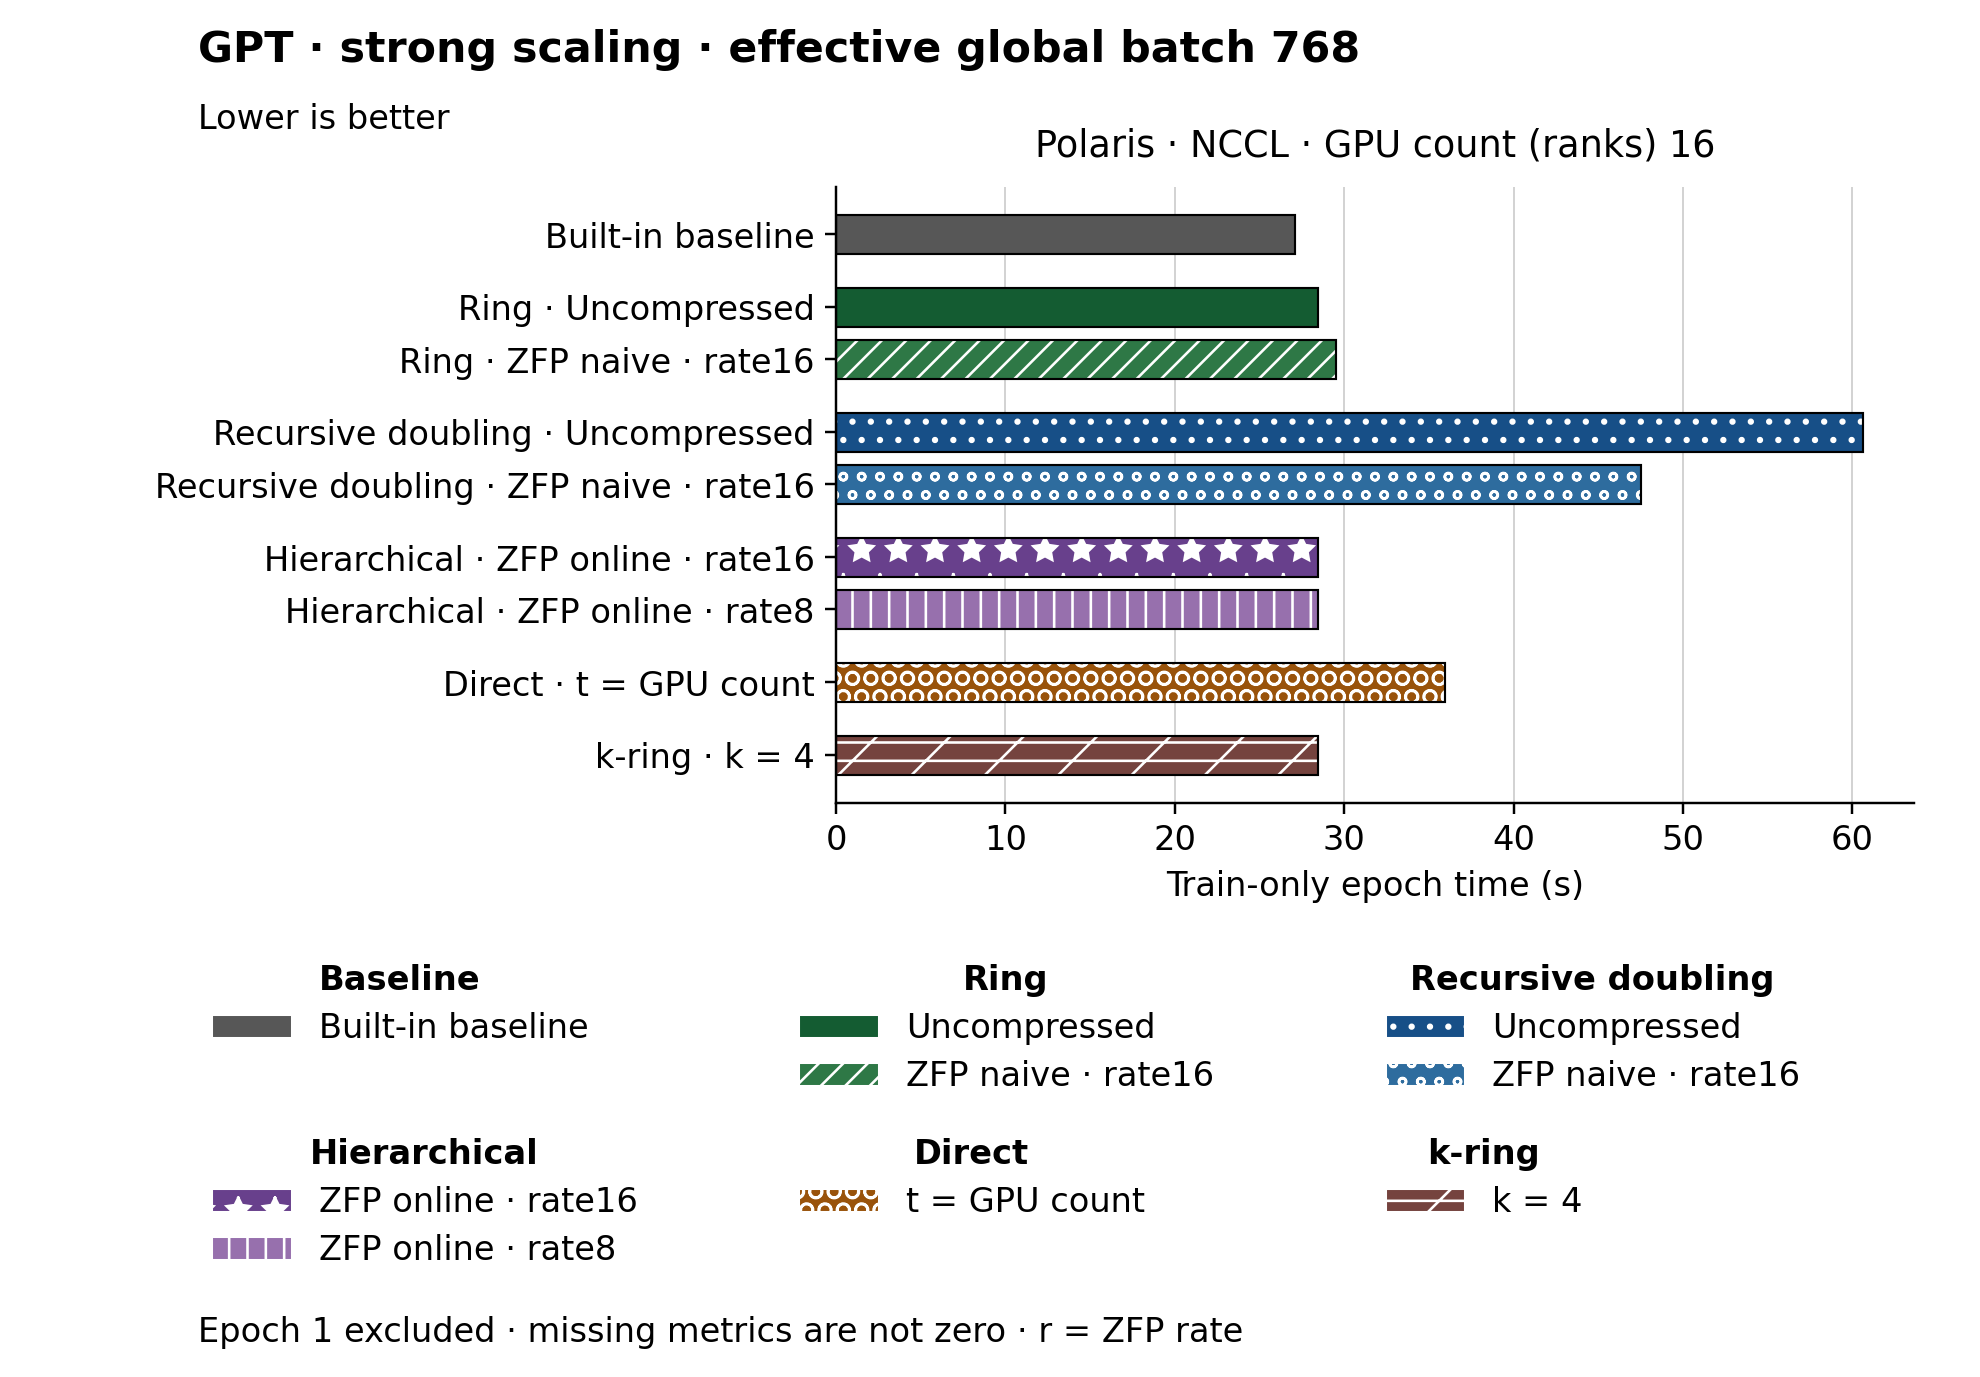 GPT · strong scaling · effective global batch 768
Lower is better
Polaris · NCCL · GPU count (ranks) 16
Built-in baseline
Ring · Uncompressed
Ring · ZFP naive · rate16
Recursive doubling · Uncompressed
Recursive doubling · ZFP naive · rate16
Hierarchical · ZFP online · rate16
Hierarchical · ZFP online · rate8
Direct · t = GPU count
k-ring · k = 4
0 10 20 30 40 50 60
Train-only epoch time (s)
Baseline
Built-in baseline
Ring
Uncompressed
ZFP naive · rate16
Recursive doubling
Uncompressed
ZFP naive · rate16
Hierarchical
ZFP online · rate16
ZFP online · rate8
Direct
t = GPU count
k-ring
k = 4
Epoch 1 excluded · missing metrics are not zero · r = ZFP rate